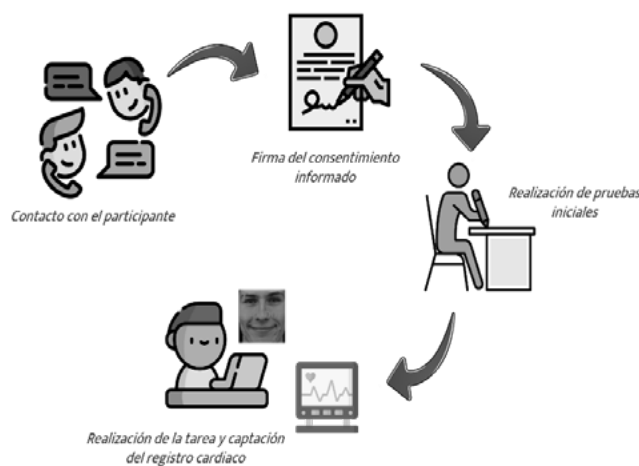 Contacto con el participante
Firma del consentimiento
informado
Realización de pruebas
iniciales
Realización de la tarea y captación
del registro cardiaco